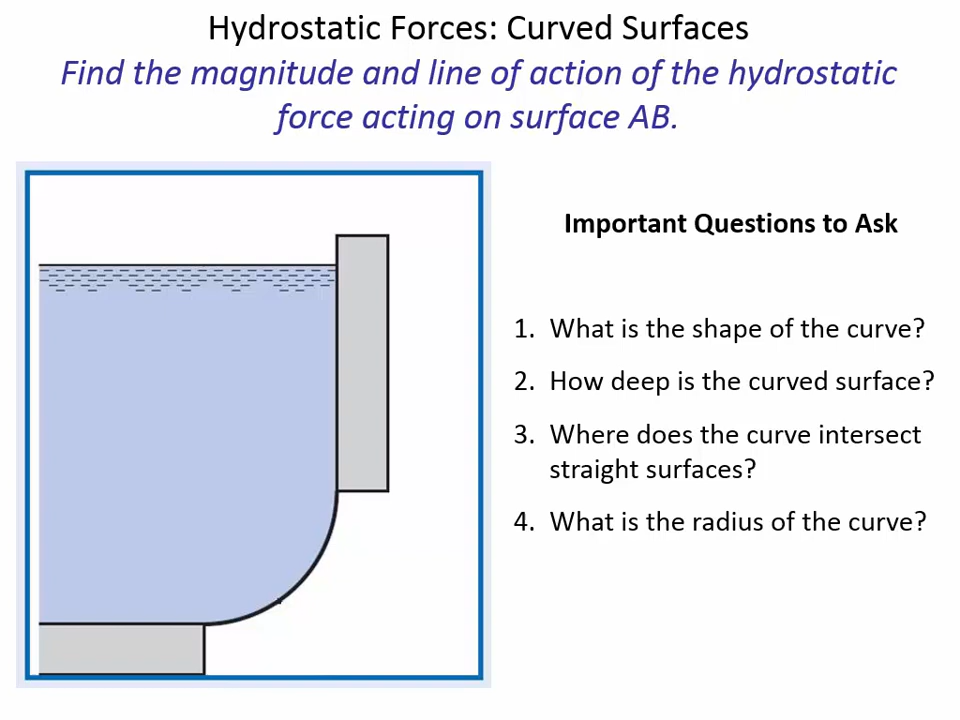 Hydrostatic Forces: Curved Surfaces
Find the magnitude and line of action of the hydrostatic
force acting on surface AB.
Important Questions to Ask
1. What is the shape of the curve?
2. How deep is the curved surface?
3. Where does the curve intersect
straight surfaces?
4. What is the radius of the curve?